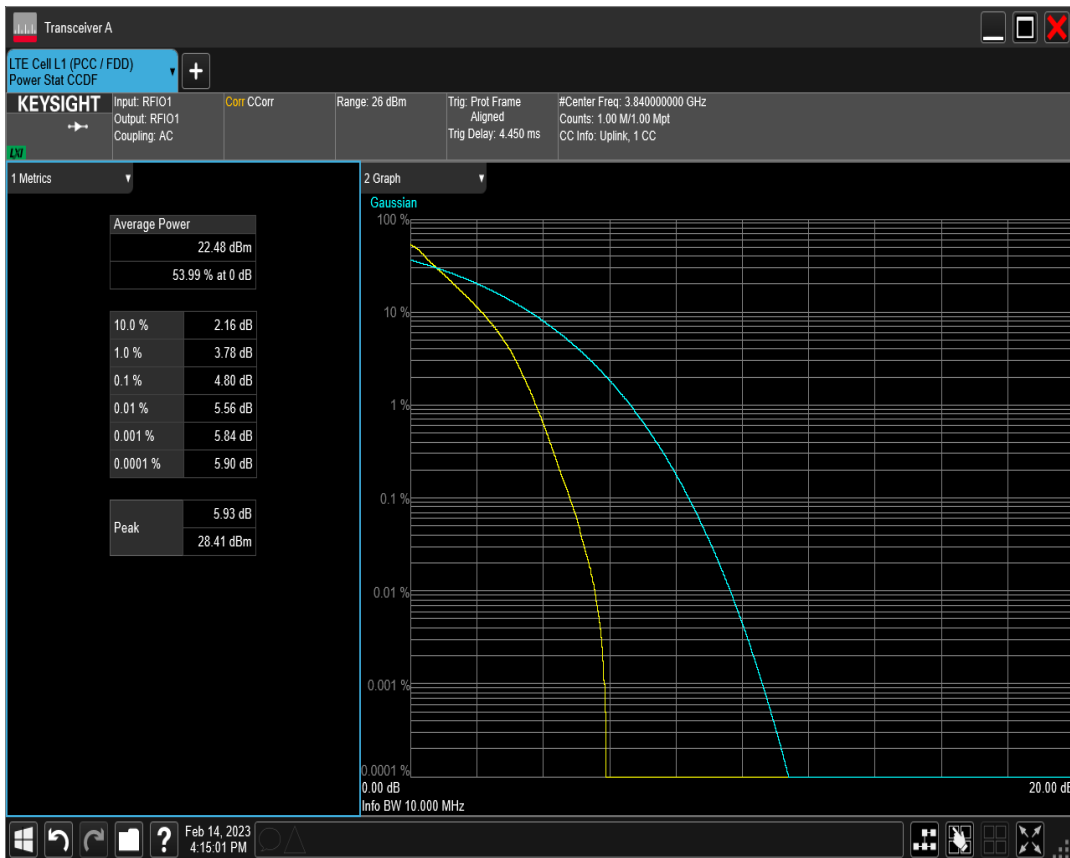 Transceiver A
LTE Cell L1 (PCC / FDD)
Power Stat CCDF
KEYSIGHT
LXI
Input: RFIO1
Output: RFIO1
Coupling: AC
Corr CCorr
Range: 26 dBm
Trig: Prot Frame
Aligned
Trig Delay: 4.450 ms
#Center Freq: 3.840000000 GHz
Counts: 1.00 M/1.00 Mpt
CC Info: Uplink, 1 CC
1 Metrics
Average Power
22.48 dBm
53.99 % at 0 dB
10.0 % 2.16 dB
1.0 % 3.78 dB
0.1 % 4.80 dB
0.01 % 5.56 dB
0.001 % 5.84 dB
0.0001 % 5.90 dB
Peak 5.93 dB
28.41 dBm
2 Graph
Gaussian
100 %
10 %
1 %
0.1 %
0.01 %
0.001 %
0.0001 %
0.00 dB 20.00 dB
Info BW 10.000 MHz
?
Feb 14, 2023
4:15:01 PM